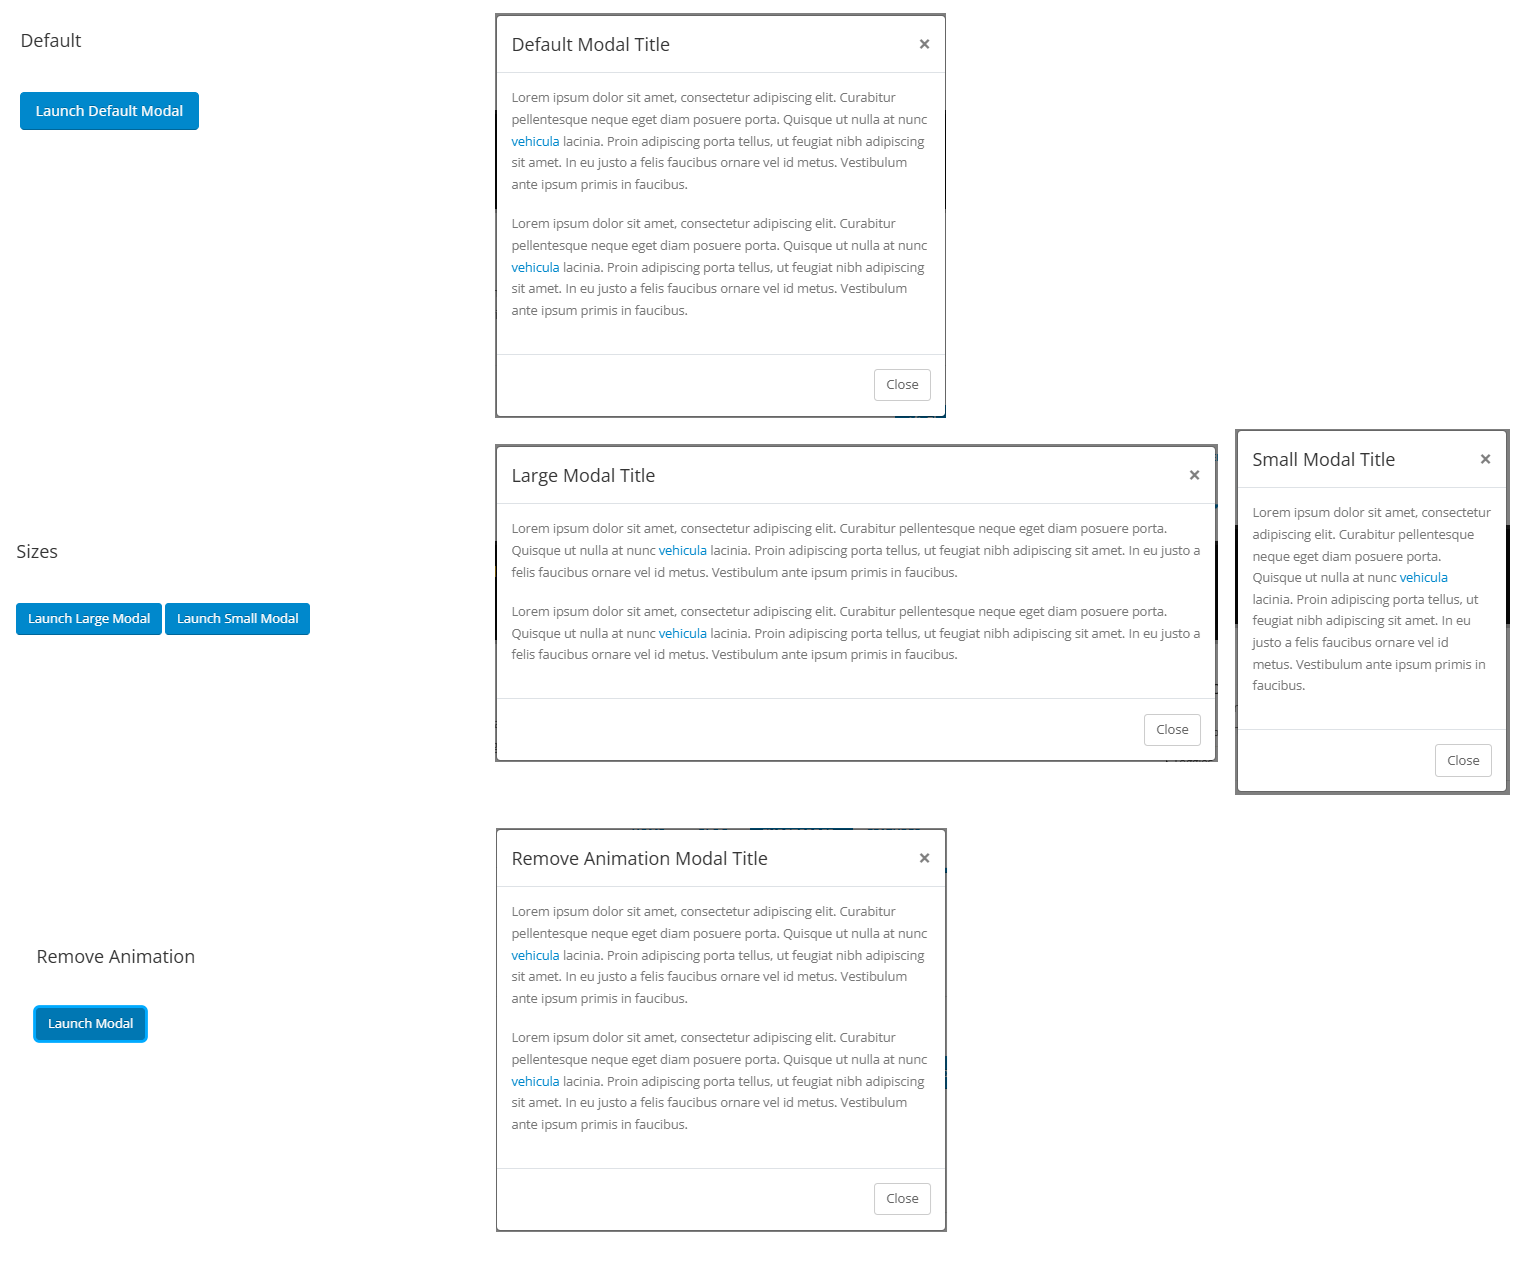 Default
Launch Default Modal
Default Modal Title
×
Lorem ipsum dolor sit amet, consectetur adipiscing elit. Curabitur
pellentesque neque eget diam posuere porta. Quisque ut nulla at nunc
vehicula lacinia. Proin adipiscing porta tellus, ut feugiat nibh adipiscing
sit amet. In eu justo a felis faucibus ornare vel id metus. Vestibulum
ante ipsum primis in faucibus.
Lorem ipsum dolor sit amet, consectetur adipiscing elit. Curabitur
pellentesque neque eget diam posuere porta. Quisque ut nulla at nunc
vehicula lacinia. Proin adipiscing porta tellus, ut feugiat nibh adipiscing
sit amet. In eu justo a felis faucibus ornare vel id metus. Vestibulum
ante ipsum primis in faucibus.
Close
Sizes
Launch Large Modal
Launch Small Modal
Large Modal Title
×
Lorem ipsum dolor sit amet, consectetur adipiscing elit. Curabitur pellentesque neque eget diam posuere porta.
Quisque ut nulla at nunc vehicula lacinia. Proin adipiscing porta tellus, ut feugiat nibh adipiscing sit amet. In eu justo a
felis faucibus ornare vel id metus. Vestibulum ante ipsum primis in faucibus.
Lorem ipsum dolor sit amet, consectetur adipiscing elit. Curabitur pellentesque neque eget diam posuere porta.
Quisque ut nulla at nunc vehicula lacinia. Proin adipiscing porta tellus, ut feugiat nibh adipiscing sit amet. In eu justo a
felis faucibus ornare vel id metus. Vestibulum ante ipsum primis in faucibus.
Close
Small Modal Title
×
Lorem ipsum dolor sit amet, consectetur
adipiscing elit. Curabitur pellentesque
neque eget diam posuere porta.
Quisque ut nulla at nunc vehicula
lacinia. Proin adipiscing porta tellus, ut
feugiat nibh adipiscing sit amet. In eu
justo a felis faucibus ornare vel id
metus. Vestibulum ante ipsum primis in
faucibus.
Close
Remove Animation
Launch Modal
Remove Animation Modal Title
×
Lorem ipsum dolor sit amet, consectetur adipiscing elit. Curabitur
pellentesque neque eget diam posuere porta. Quisque ut nulla at nunc
vehicula lacinia. Proin adipiscing porta tellus, ut feugiat nibh adipiscing
sit amet. In eu justo a felis faucibus ornare vel id metus. Vestibulum
ante ipsum primis in faucibus.
Lorem ipsum dolor sit amet, consectetur adipiscing elit. Curabitur
pellentesque neque eget diam posuere porta. Quisque ut nulla at nunc
vehicula lacinia. Proin adipiscing porta tellus, ut feugiat nibh adipiscing
sit amet. In eu justo a felis faucibus ornare vel id metus. Vestibulum
ante ipsum primis in faucibus.
Close